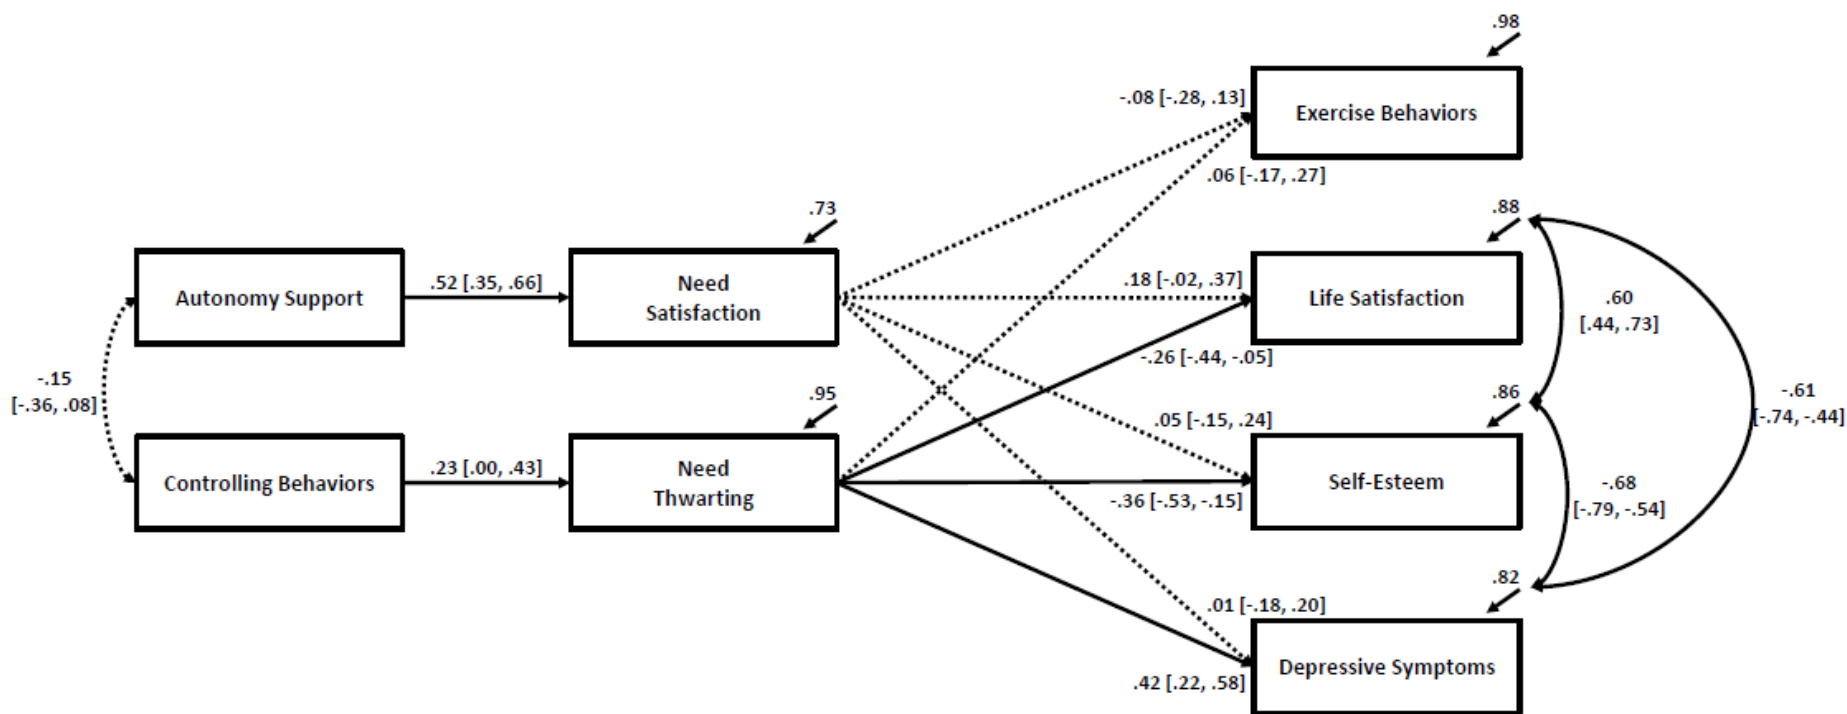 .98
-.08 [-.28, .13]
Exercise Behaviors
.06 [-.17, .27]
.73
.88
Autonomy Support
.52 [.35, .66]
Need
Satisfaction
.18 [-.02, .37]
Life Satisfaction
.60
[.44, .73]
-.15
[-.36, .08]
-.26 [-.44, -.05]
.95
.86
-.61
[-.74, -.44]
.05 [-.15, .24]
Controlling Behaviors
.23 [.00, .43]
Need
Thwarting
-.36 [-.53, -.15]
Self-Esteem
-.68
[-.79, -.54]
.82
.01 [-.18, .20]
Depressive Symptoms
.42 [.22, .58]